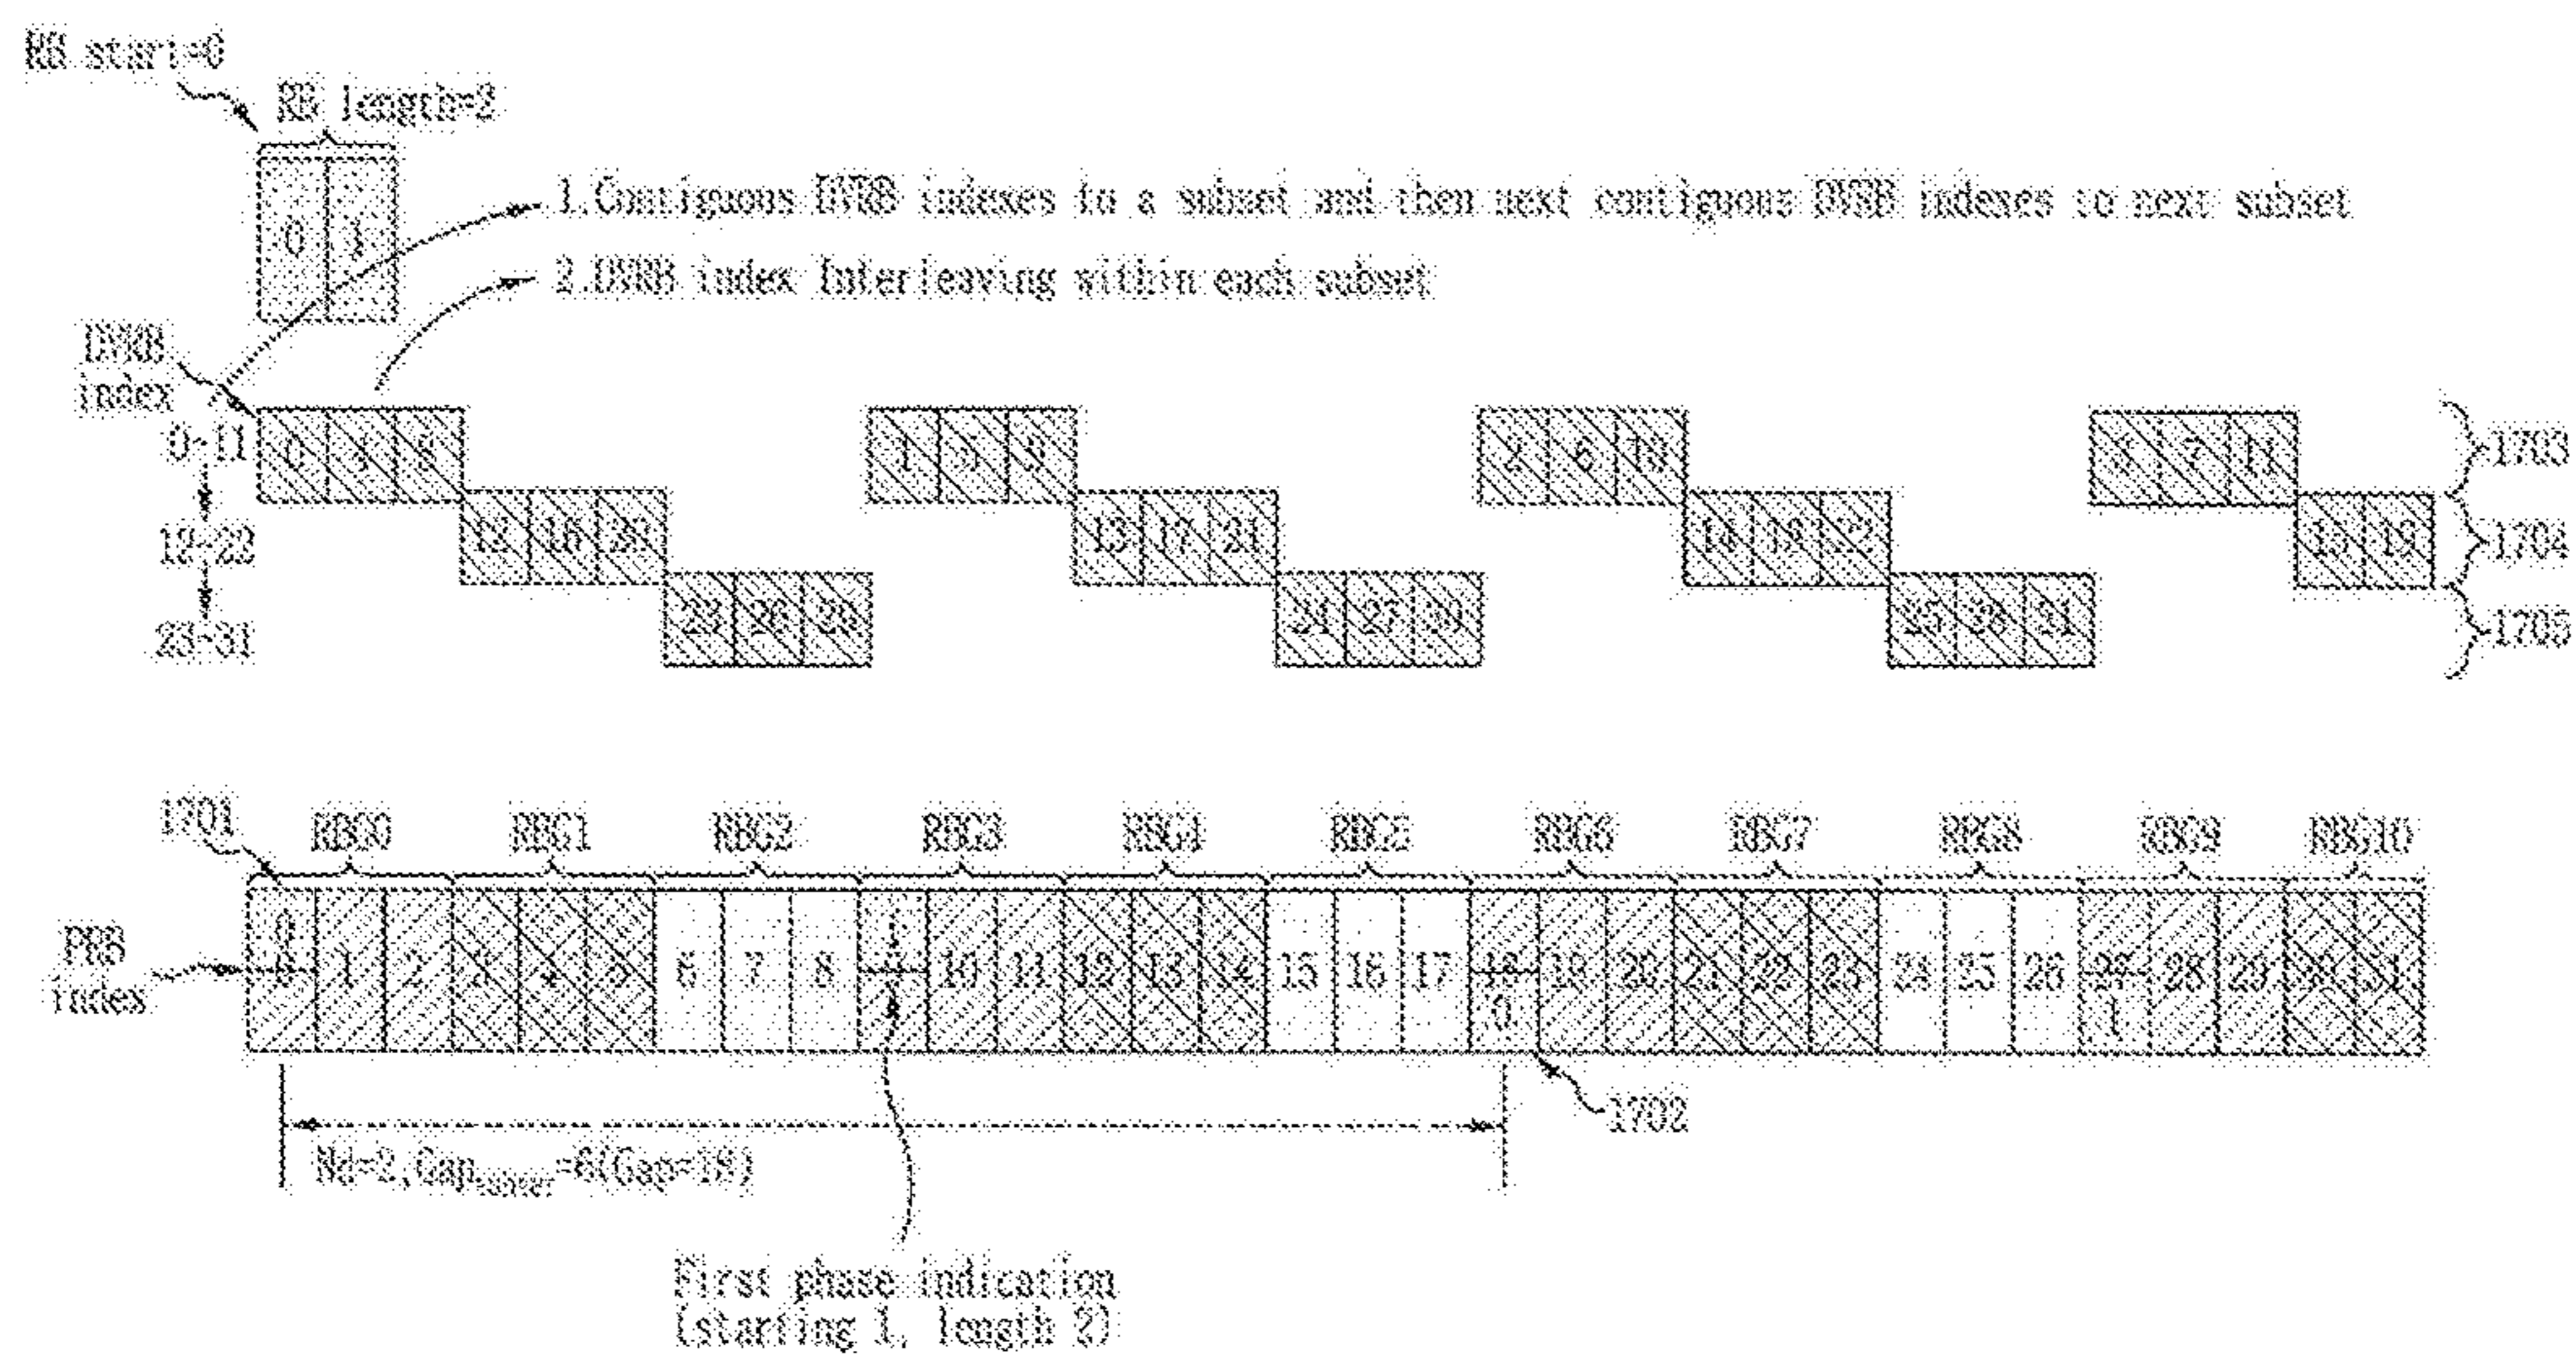 RB start=0
RB length=2
0 1
1.Contiguous DVRB indexes to a subset and then next contiguous DVRB indexes to next subset
2.DVRB index Interleaving within each subset
DVRB
index
0~11
0 4 8 1 5 9 2 6 10 3 7 11
1703
12~22
12 16 20 13 17 21 14 18 22 15 19
1704
23~31
23 26 29 24 27 30 25 28 31
1705
1701
RBG0 RBG1 RBG2 RBG3 RBG4 RBG5 RBG6 RBG7 RBG8 RBG9 RBG10
PRB
index
0 1
0 1 2 3 4 5 6 7 8 9 10 11 12 13 14 15 16 17 18 19 20 21 22 23 24 25 26 27 28 29 30 31
0 1
1702
Nd=2,Gap subset=6(Gap=18)
First phase indication
(starting 1, length 2)